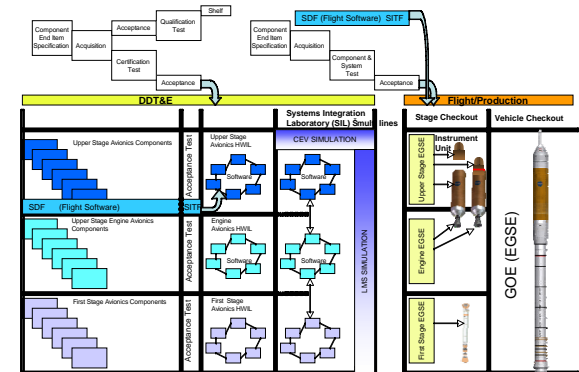 Component
End Item
Specification
Acquisition
Acceptance
Qualification
Test
Shelf
Certification
Test
Acceptance
SDF (Flight Software)  SITF
Component
End Item
Specification
Acquisition
Component &
System
Test
Acceptance
DDT&E
Flight/Production
Systems Integration
Laboratory (SIL) Simulines
Stage Checkout
Vehicle Checkout
Upper Stage Avionics Components
Acceptance Test
Upper Stage
Avionics HWIL
Software
CEV SIMULATION
Software
SDF    (Flight Software)
SITF
Upper Stage Engine Avionics
Components
Acceptance Test
Engine
Avionics HWIL
Software
Software
LMS SIMULATION
First Stage Avionics Components
Acceptance Test
First  Stage
Avionics HWIL
Upper Stage EGSE
Instrument
Unit
Engine EGSE
First Stage EGSE
GOE (EGSE)